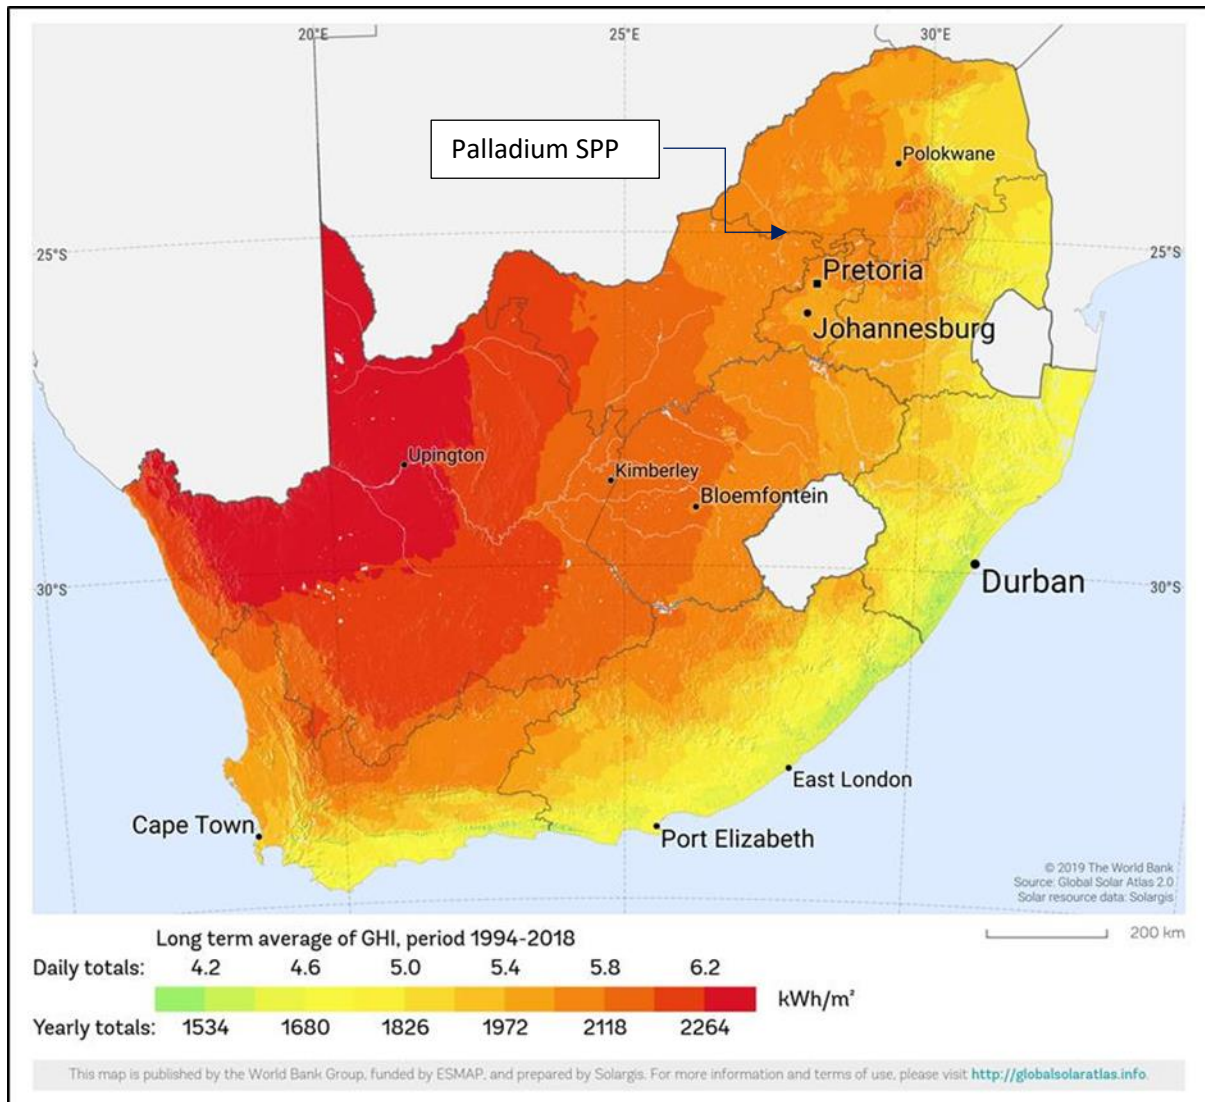 20°E 25°E 30°E
Palladium SPP
Polokwane
25°S 25°S
Pretoria
Johannesburg
Upington
Kimberley
Bloemfontein
Durban
30°S 30°S
East London
Cape Town
Port Elizabeth
© 2019 The World Bank
Source: Global Solar Atlas 2.0
Solar resource data: Solargis
200 km
Long term average of GHI, period 1994-2018
Daily totals: 4.2 4.6 5.0 5.4 5.8 6.2
kWh/m²
Yearly totals: 1534 1680 1826 1972 2118 2264
This map is published by the World Bank Group, funded by ESMAP, and prepared by Solargis. For more information and terms of use, please visit http://globalsolaratlas.info.